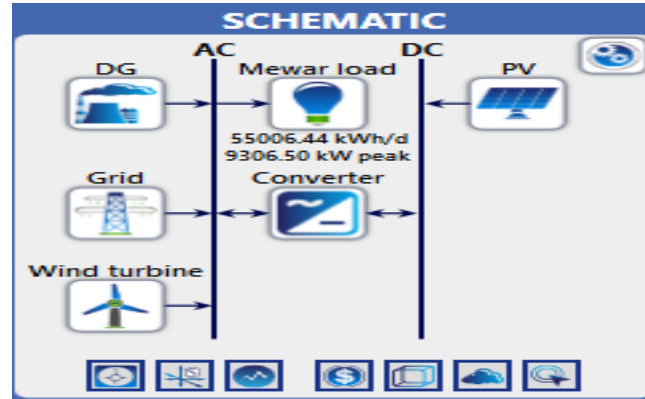 SCHEMATIC
AC DC
DG Mewar load PV
55006.44 kWh/d
9306.50 kW peak
Grid Converter
Wind turbine